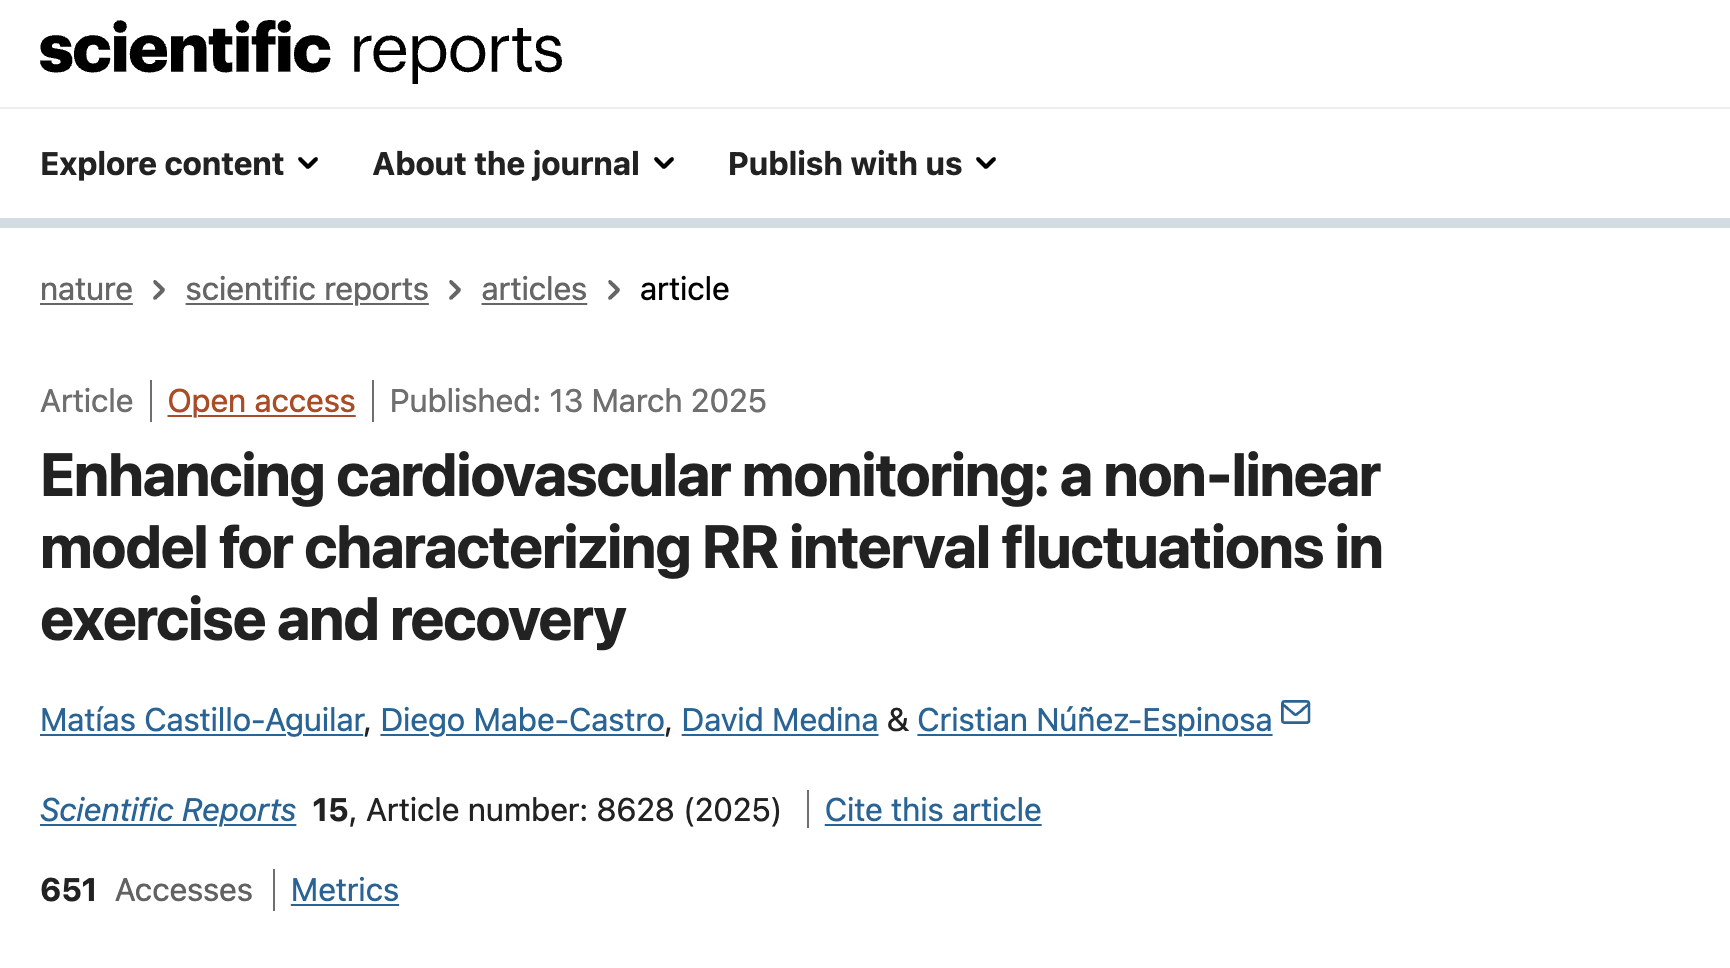 scientific reports
Explore content
About the journal
Publish with us
nature > scientific reports > articles > article
Article | Open access | Published: 13 March 2025
Enhancing cardiovascular monitoring: a non-linear
model for characterizing RR interval fluctuations in
exercise and recovery
Matías Castillo-Aguilar, Diego Mabe-Castro, David Medina & Cristian Núñez-Espinosa
Scientific Reports 15, Article number: 8628 (2025) | Cite this article
651 Accesses | Metrics